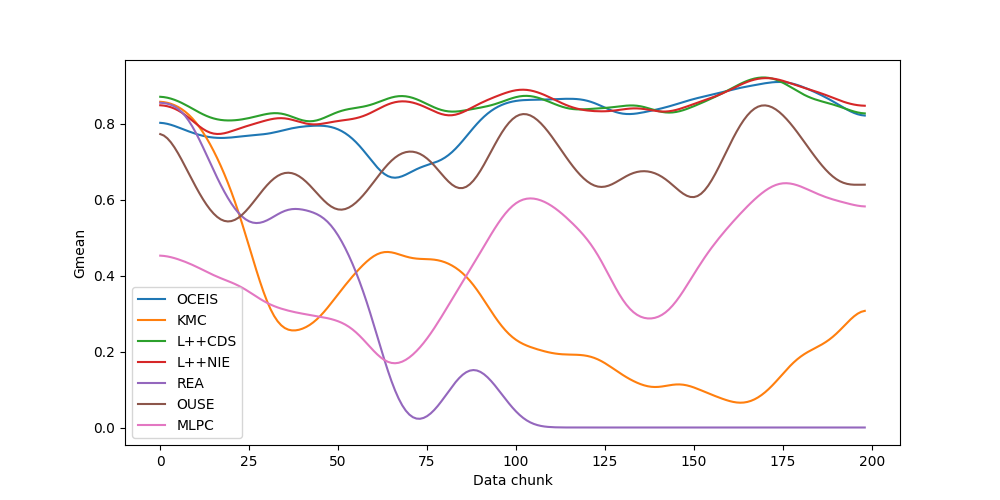 Gmean
0.8
0.6
0.4
0.2
0.0
OCEIS
KMC
L++CDS
L++NIE
REA
OUSE
MLPC
0 25 50 75 100 125 150 175 200
Data chunk